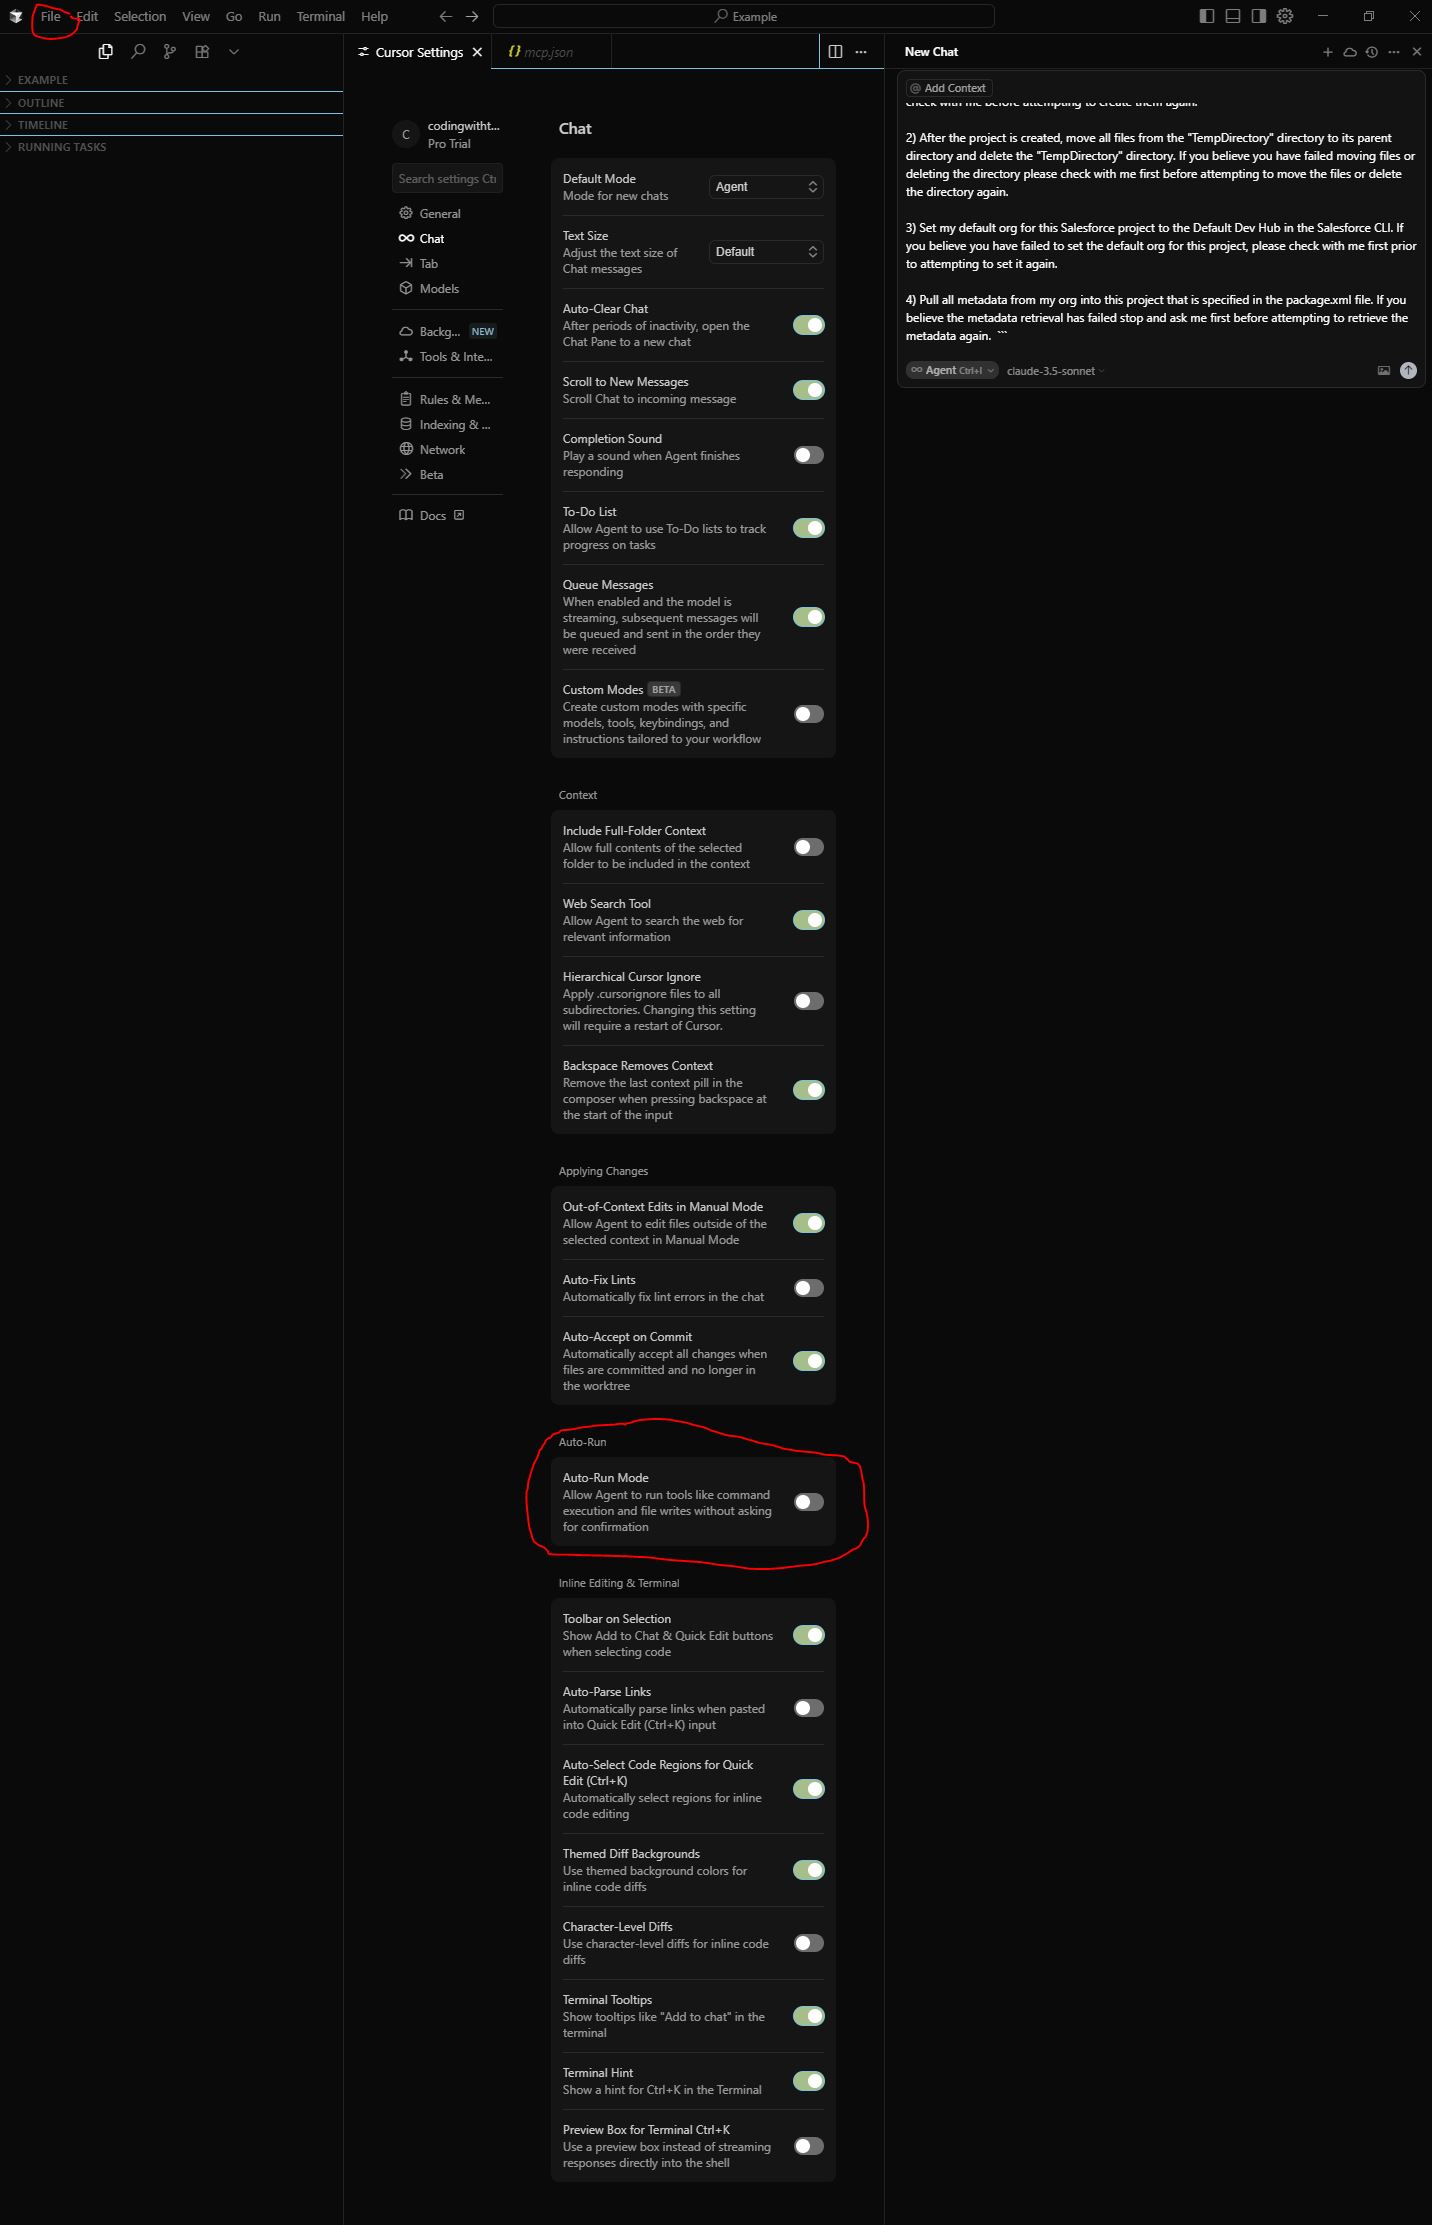 File Edit Selection View Go Run Terminal Help
Example
EXAMPLE
OUTLINE
TIMELINE
RUNNING TASKS
Cursor Settings
{} mcp.json
codingwitht...
C
Pro Trial
Search settings Ctr
General
Chat
Tab
Models
Backg... NEW
Tools & Inte...
Rules & Me...
Indexing & ...
Network
Beta
Docs
Chat
Default Mode
Mode for new chats
Agent
Text Size
Adjust the text size of
Chat messages
Default
Auto-Clear Chat
After periods of inactivity, open the
Chat Pane to a new chat
Scroll to New Messages
Scroll Chat to incoming message
Completion Sound
Play a sound when Agent finishes
responding
To-Do List
Allow Agent to use To-Do lists to track
progress on tasks
Queue Messages
When enabled and the model is
streaming, subsequent messages will
be queued and sent in the order they
were received
Custom Modes BETA
Create custom modes with specific
models, tools, keybindings, and
instructions tailored to your workflow
Context
Include Full-Folder Context
Allow full contents of the selected
folder to be included in the context
Web Search Tool
Allow Agent to search the web for
relevant information
Hierarchical Cursor Ignore
Apply .cursorignore files to all
subdirectories. Changing this setting
will require a restart of Cursor.
Backspace Removes Context
Remove the last context pill in the
composer when pressing backspace at
the start of the input
Applying Changes
Out-of-Context Edits in Manual Mode
Allow Agent to edit files outside of the
selected context in Manual Mode
Auto-Fix Lints
Automatically fix lint errors in the chat
Auto-Accept on Commit
Automatically accept all changes when
files are committed and no longer in
the worktree
Auto-Run
Auto-Run Mode
Allow Agent to run tools like command
execution and file writes without asking
for confirmation
Inline Editing & Terminal
Toolbar on Selection
Show Add to Chat & Quick Edit buttons
when selecting code
Auto-Parse Links
Automatically parse links when pasted
into Quick Edit (Ctrl+K) input
Auto-Select Code Regions for Quick
Edit (Ctrl+K)
Automatically select regions for inline
code editing
Themed Diff Backgrounds
Use themed background colors for
inline code diffs
Character-Level Diffs
Use character-level diffs for inline code
diffs
Terminal Tooltips
Show tooltips like "Add to chat" in the
terminal
Terminal Hint
Show a hint for Ctrl+K in the Terminal
Preview Box for Terminal Ctrl+K
Use a preview box instead of streaming
responses directly into the shell
New Chat
@ Add Context
check with me before attempting to create them again.
2) After the project is created, move all files from the "TempDirectory" directory to its parent
directory and delete the "TempDirectory" directory. If you believe you have failed moving files or
deleting the directory please check with me first before attempting to move the files or delete
the directory again.
3) Set my default org for this Salesforce project to the Default Dev Hub in the Salesforce CLI. If
you believe you have failed to set the default org for this project, please check with me first prior
to attempting to set it again.
4) Pull all metadata from my org into this project that is specified in the package.xml file. If you
believe the metadata retrieval has failed stop and ask me first before attempting to retrieve the
metadata again. ```
Agent Ctrl+I claude-3.5-sonnet